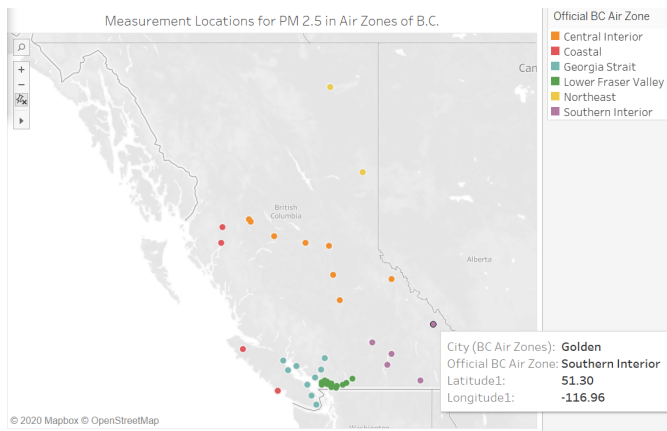 Measurement Locations for PM 2.5 in Air Zones of B.C.
Official BC Air Zone
Central Interior
Coastal
Georgia Strait
Lower Fraser Valley
Northeast
Southern Interior
+
−
Can
British
Columbia
Alberta
City (BC Air Zones): Golden
Official BC Air Zone: Southern Interior
Latitude1: 51.30
Longitude1: -116.96
© 2020 Mapbox © OpenStreetMap
Washington